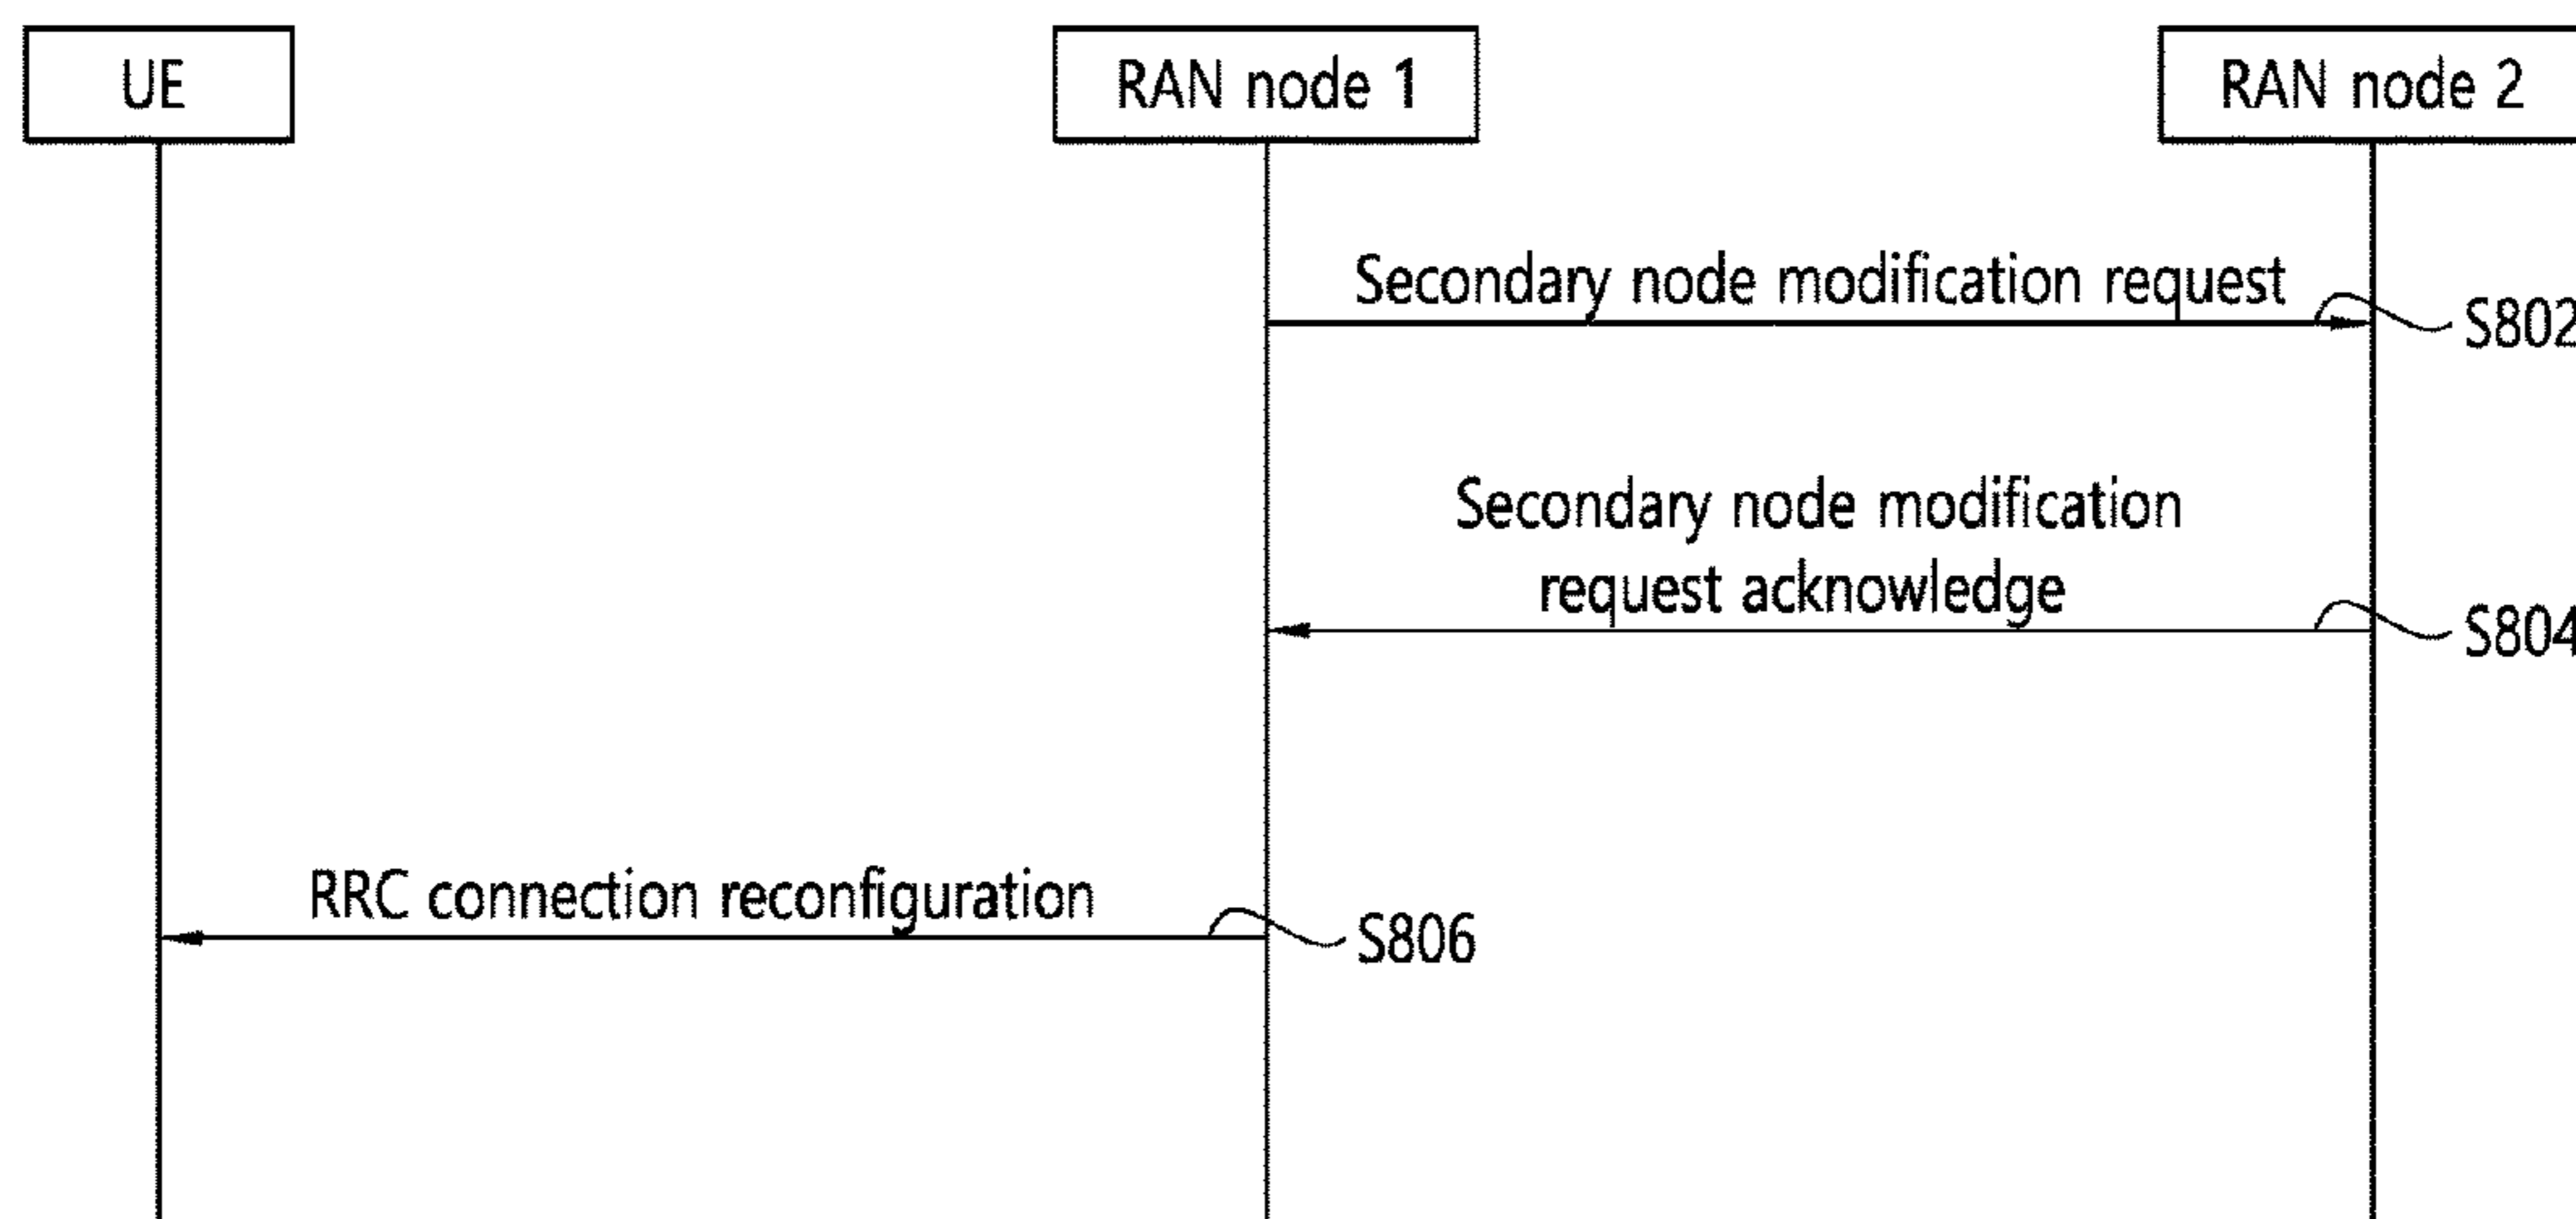 UE
RAN node 1
RAN node 2
Secondary node modification request
S802
Secondary node modification
request acknowledge
S804
RRC connection reconfiguration
S806